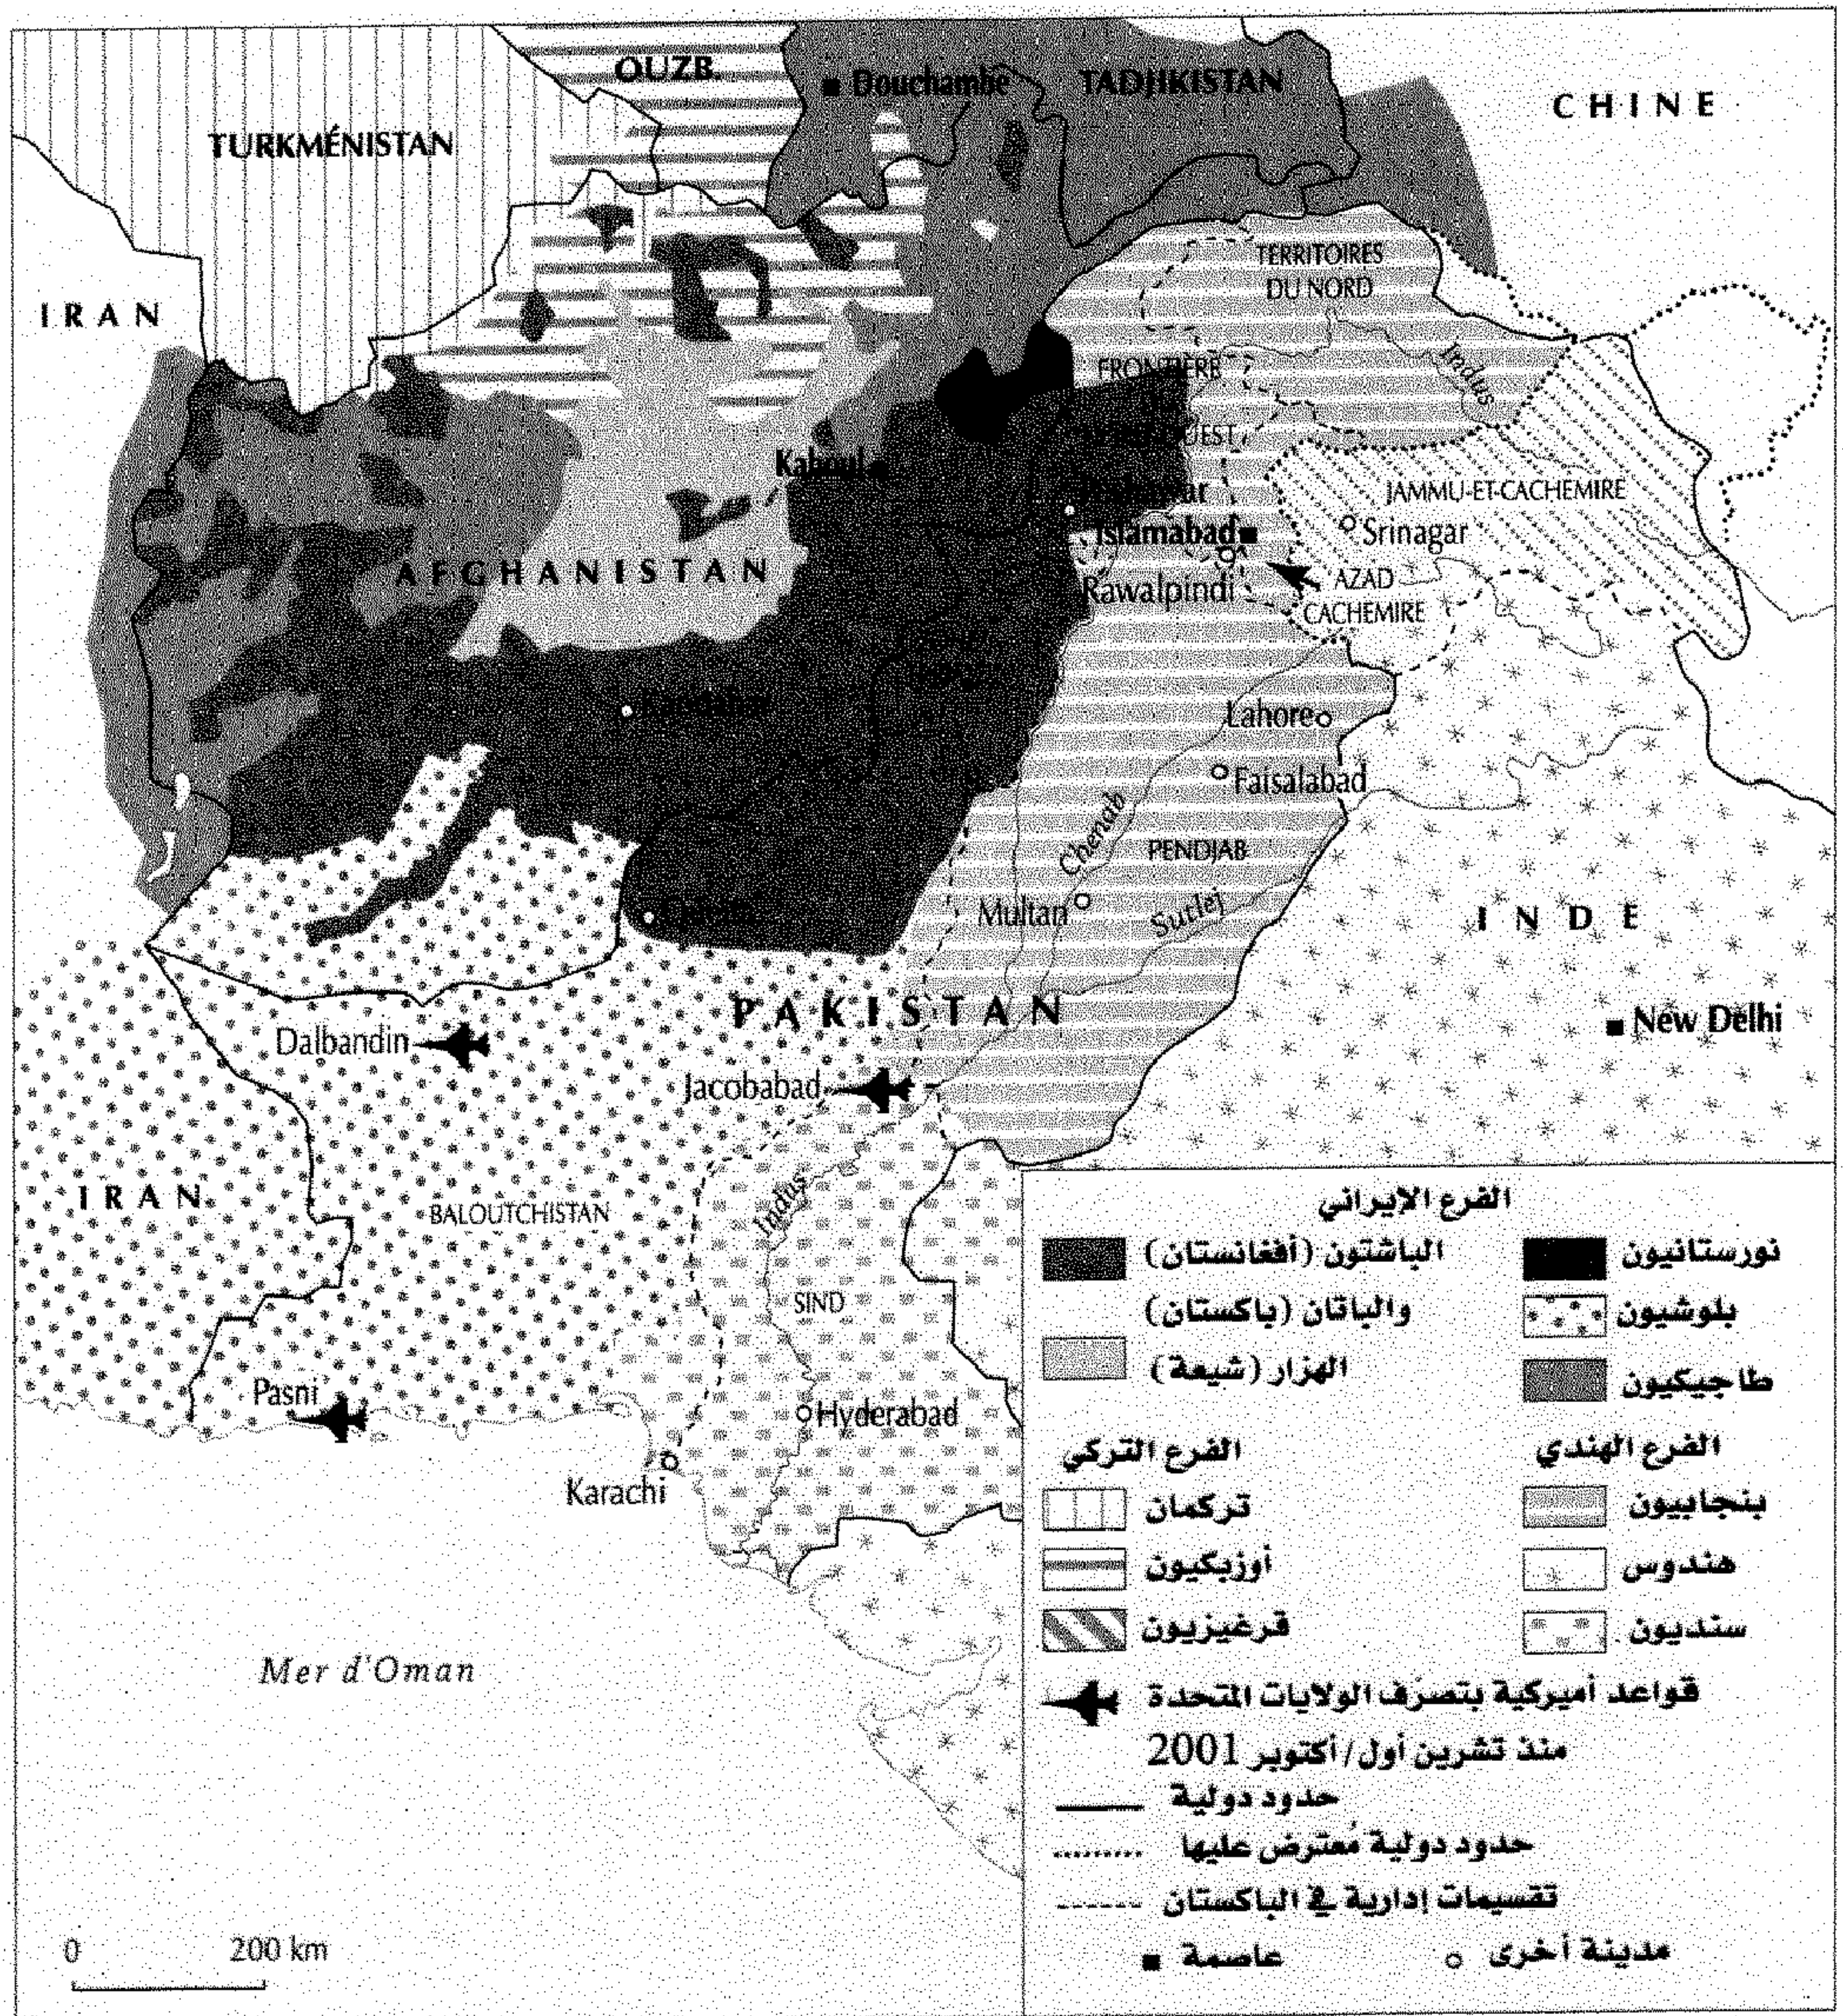 OUZB.
Douchambe
TADJIKISTAN
CHINE
TURKMÉNISTAN
IRAN
TERRITOIRES
DU NORD
Indus
FRONTIÈRE
Kaboul
JAMMU-ET-CACHEMIRE
Islamabad
Srinagar
AFGHANISTAN
Rawalpindi
AZAD
CACHEMIRE
Lahore
Faisalabad
Chenab
PENDJAB
Multan
Sutlej
INDE
PAKISTAN
New Delhi
Dalbandin
Jacobabad
IRAN
BALOUTCHISTAN
Indus
SIND
Pasni
Hyderabad
Karachi
Mer d'Oman
0 200 km
الفرع الإيراني
نورستانيون
الباشتون (أفغانستان)
بلوشيون
والباتان (باكستان)
طاجيكيون
الهزار (شيعة)
الفرع الهندي
الفرع التركي
بنجابيون
تركمان
هندوس
أوزبكيون
سنديون
قرغيزيون
قواعد أميركية بتصرّف الولايات المتحدة
منذ تشرين أول/أكتوبر 2001
حدود دولية
حدود دولية مُعترض عليها
تقسيمات إدارية في الباكستان
مدينة أخرى
عاصمة